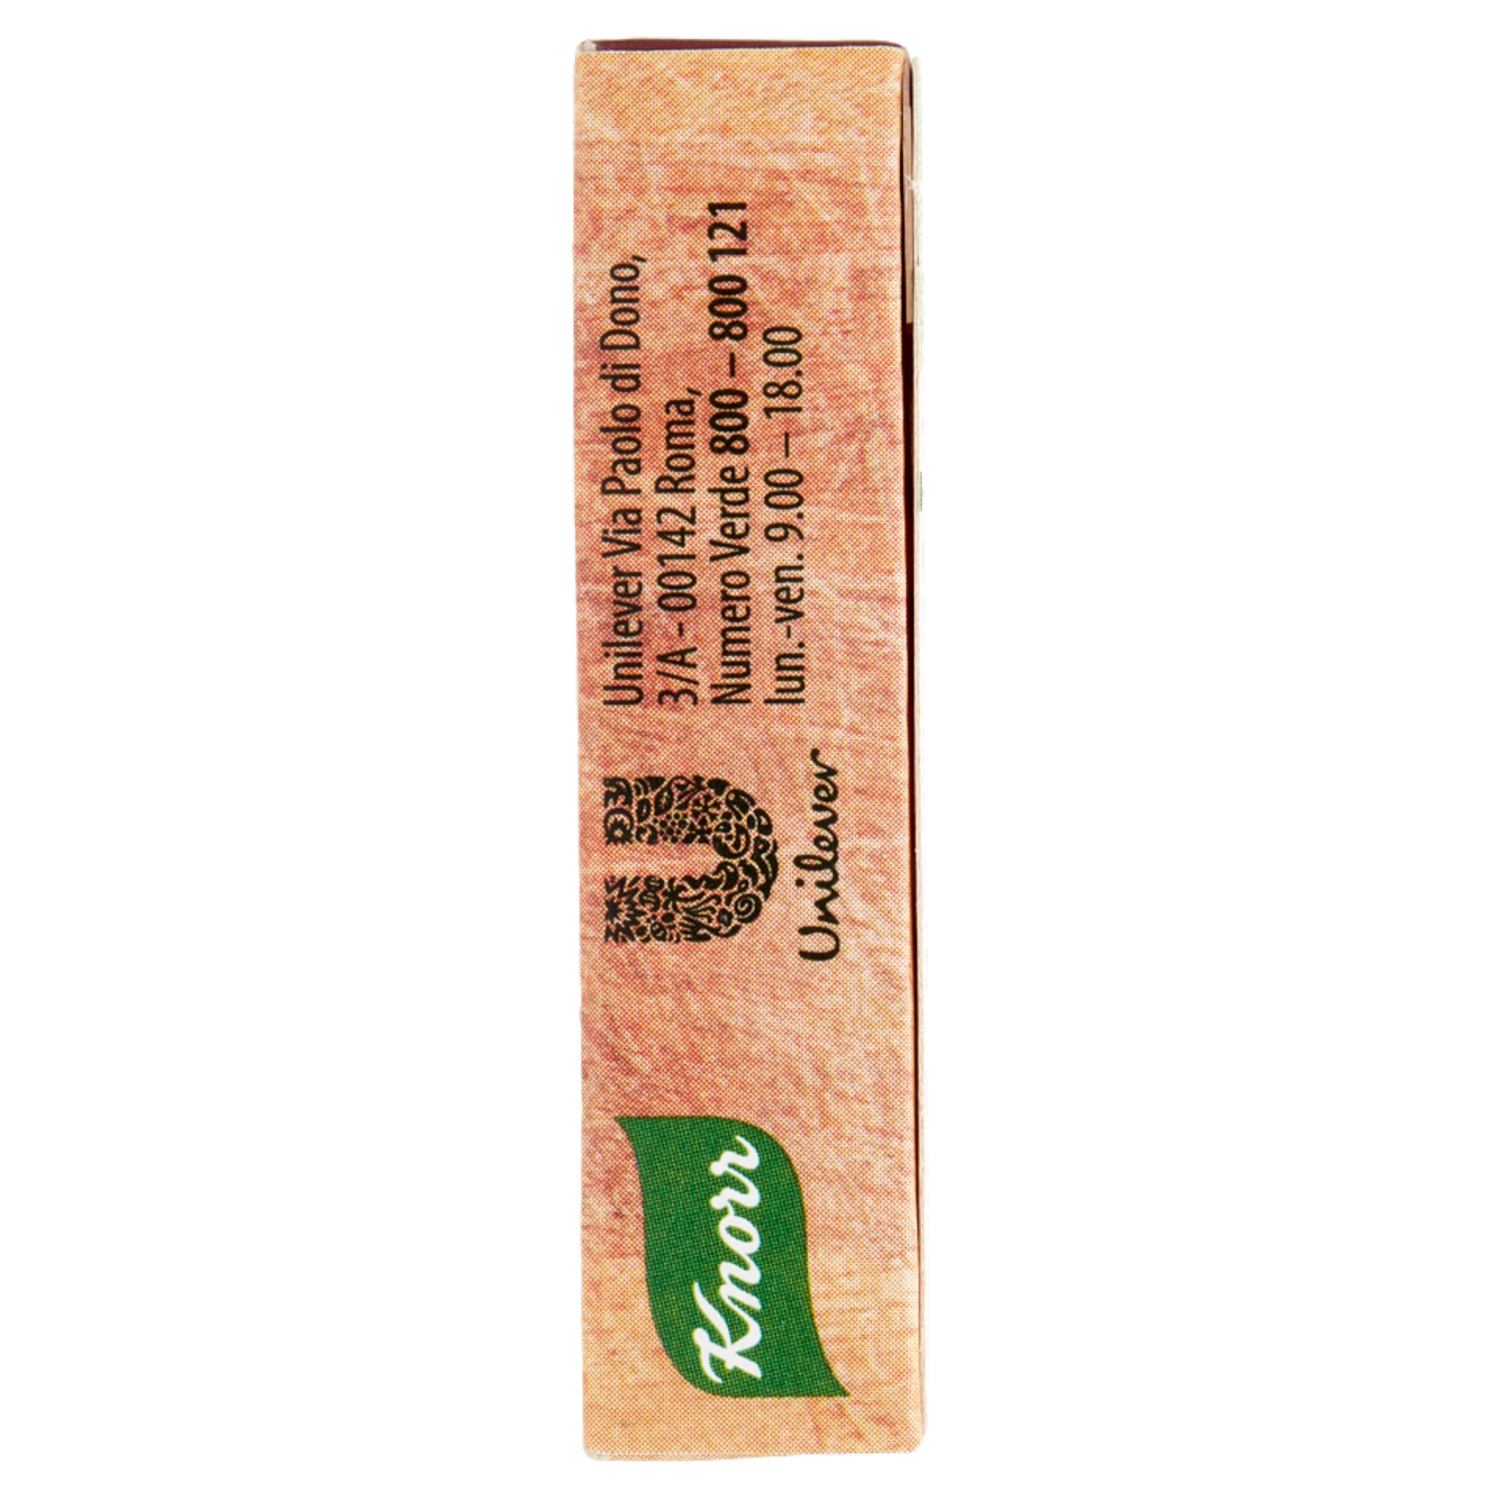 Knorr
Unilever
Unilever Via Paolo di Dono,
3/A - 00142 Roma,
Numero Verde 800 – 800 121
lun.-ven. 9.00 – 18.00